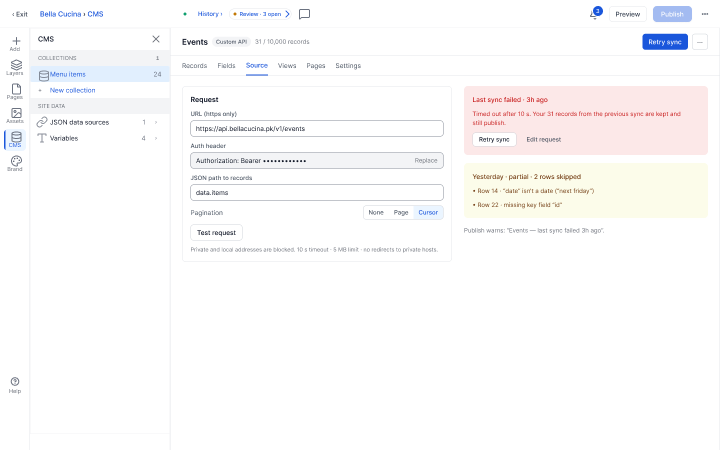 ‹ Exit
Bella Cucina › CMS
History ›
Review · 3 open
3
Preview
Publish
Add
Layers
Pages
Assets
CMS
Brand
Help
CMS
COLLECTIONS 1
Menu items 24
New collection
SITE DATA
JSON data sources 1
Variables 4
Events
Custom API
31 / 10,000 records
Retry sync
Records
Fields
Source
Views
Pages
Settings
Request
URL (https only)
https://api.bellacucina.pk/v1/events
Auth header
Authorization: Bearer ••••••••••••
Replace
JSON path to records
data.items
Pagination
None
Page
Cursor
Test request
Private and local addresses are blocked. 10 s timeout · 5 MB limit · no redirects to private hosts.
Last sync failed · 3h ago
Timed out after 10 s. Your 31 records from the previous sync are kept and
still publish.
Retry sync
Edit request
Yesterday · partial · 2 rows skipped
• Row 14 · "date" isn't a date ("next friday")
• Row 22 · missing key field "id"
Publish warns: "Events — last sync failed 3h ago".